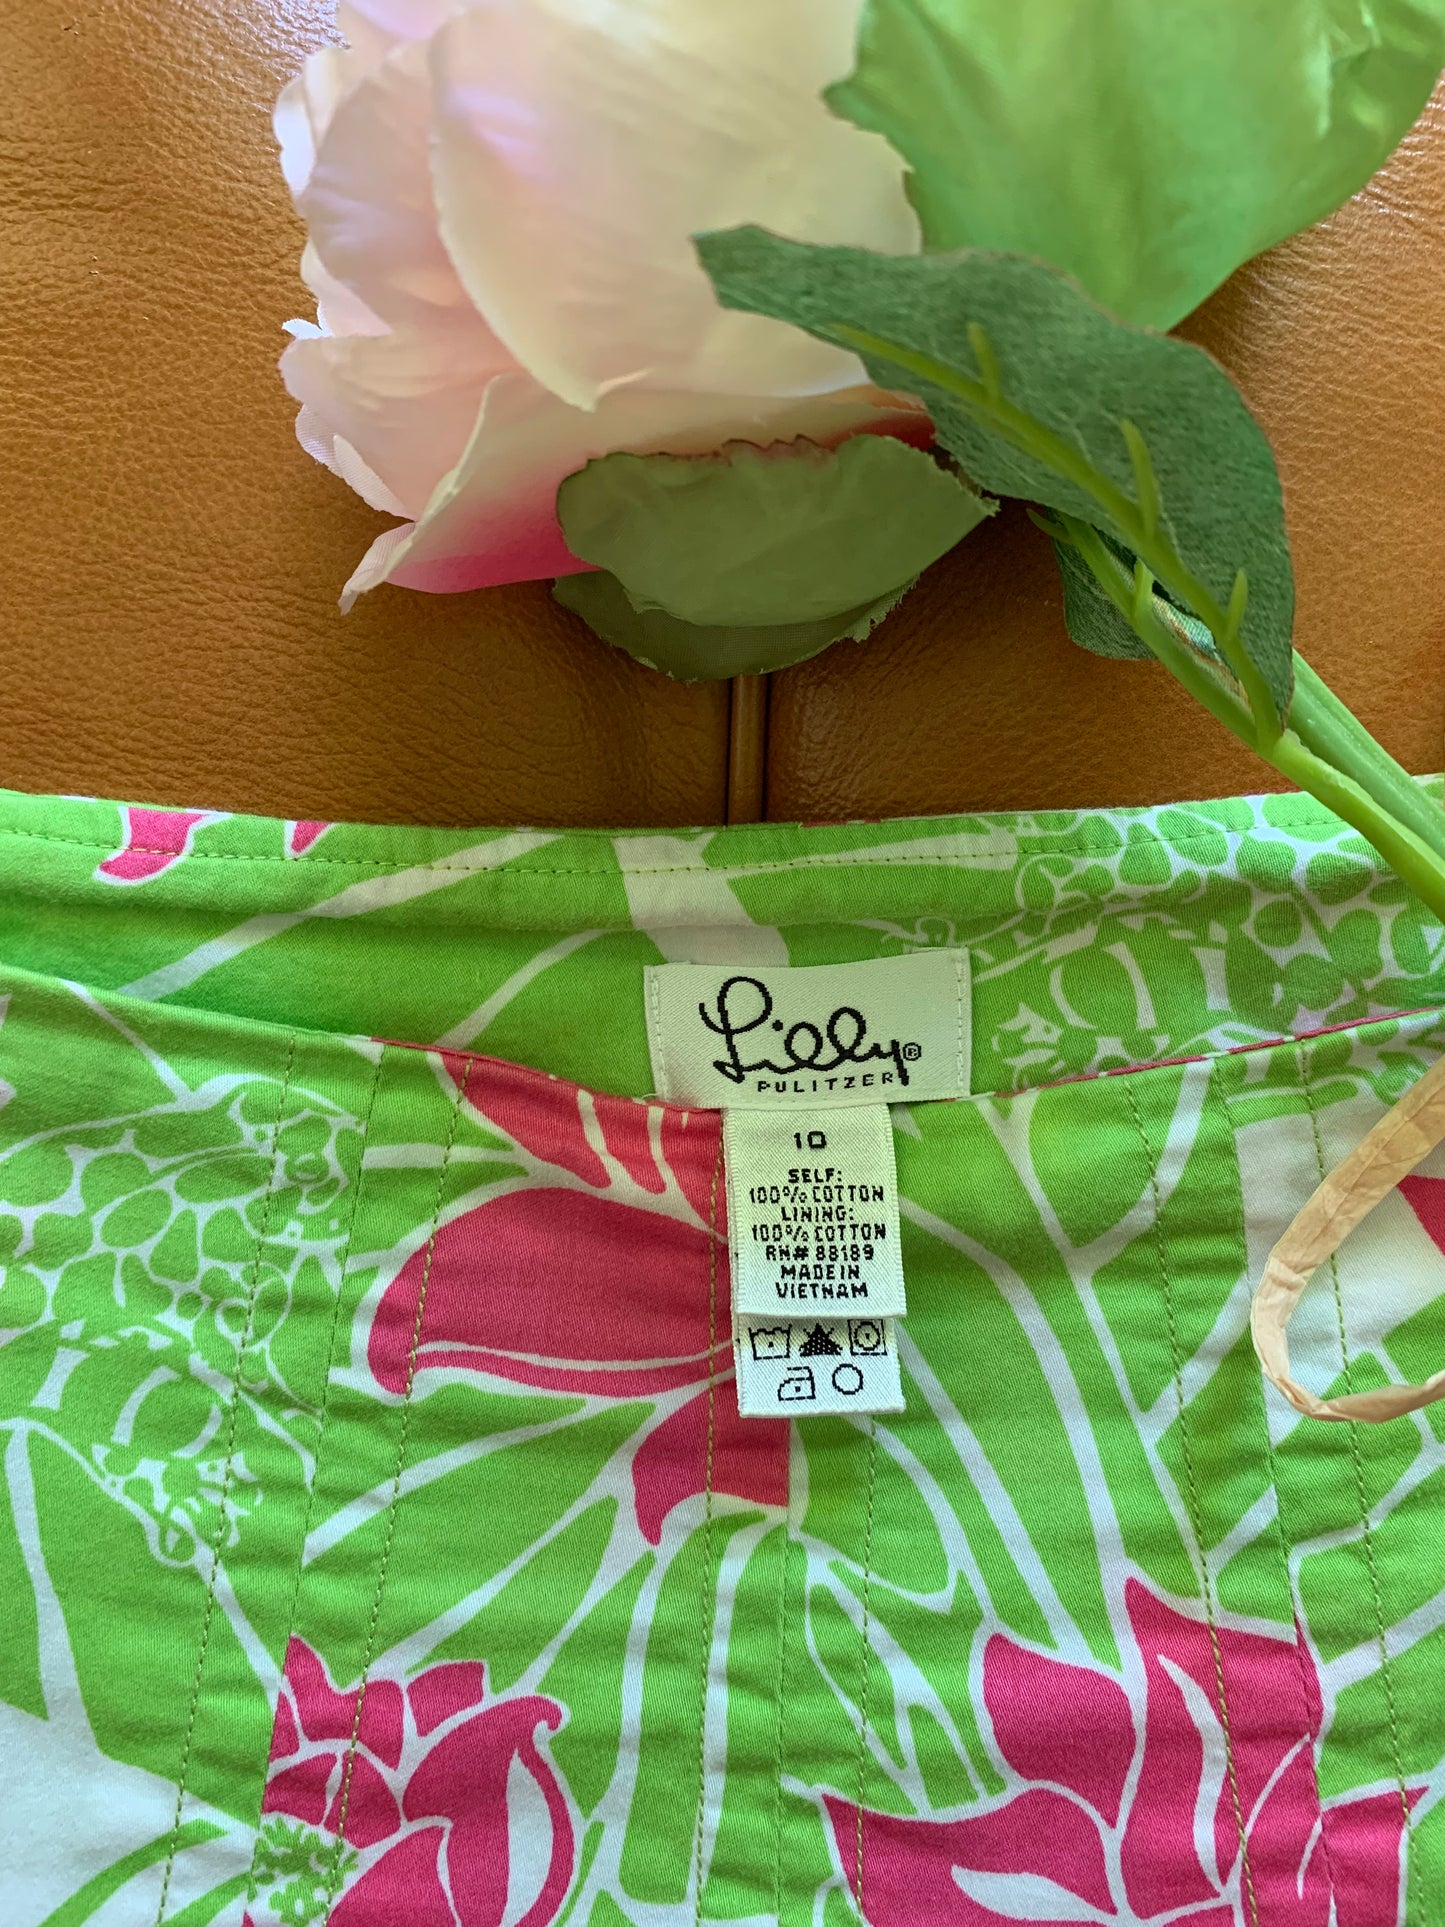 Lilly®
PULITZER
10
SELF:
100% COTTON
LINING:
100% COTTON
RN# 88189
MADE IN
VIETNAM